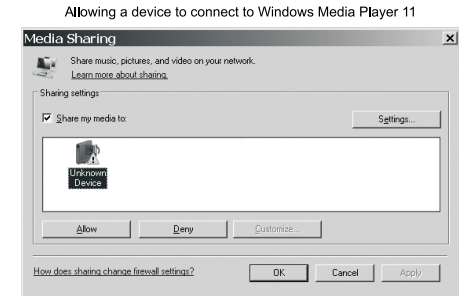 Allowing a device to connect to Windows Media Player 11
Media Sharing
Share music, pictures, and video on your network.
Learn more about sharing.
Sharing settings
Share my media to:
Settings...
Unknown
Device
Allow
Deny
Customize...
How does sharing change firewall settings?
OK
Cancel
Apply